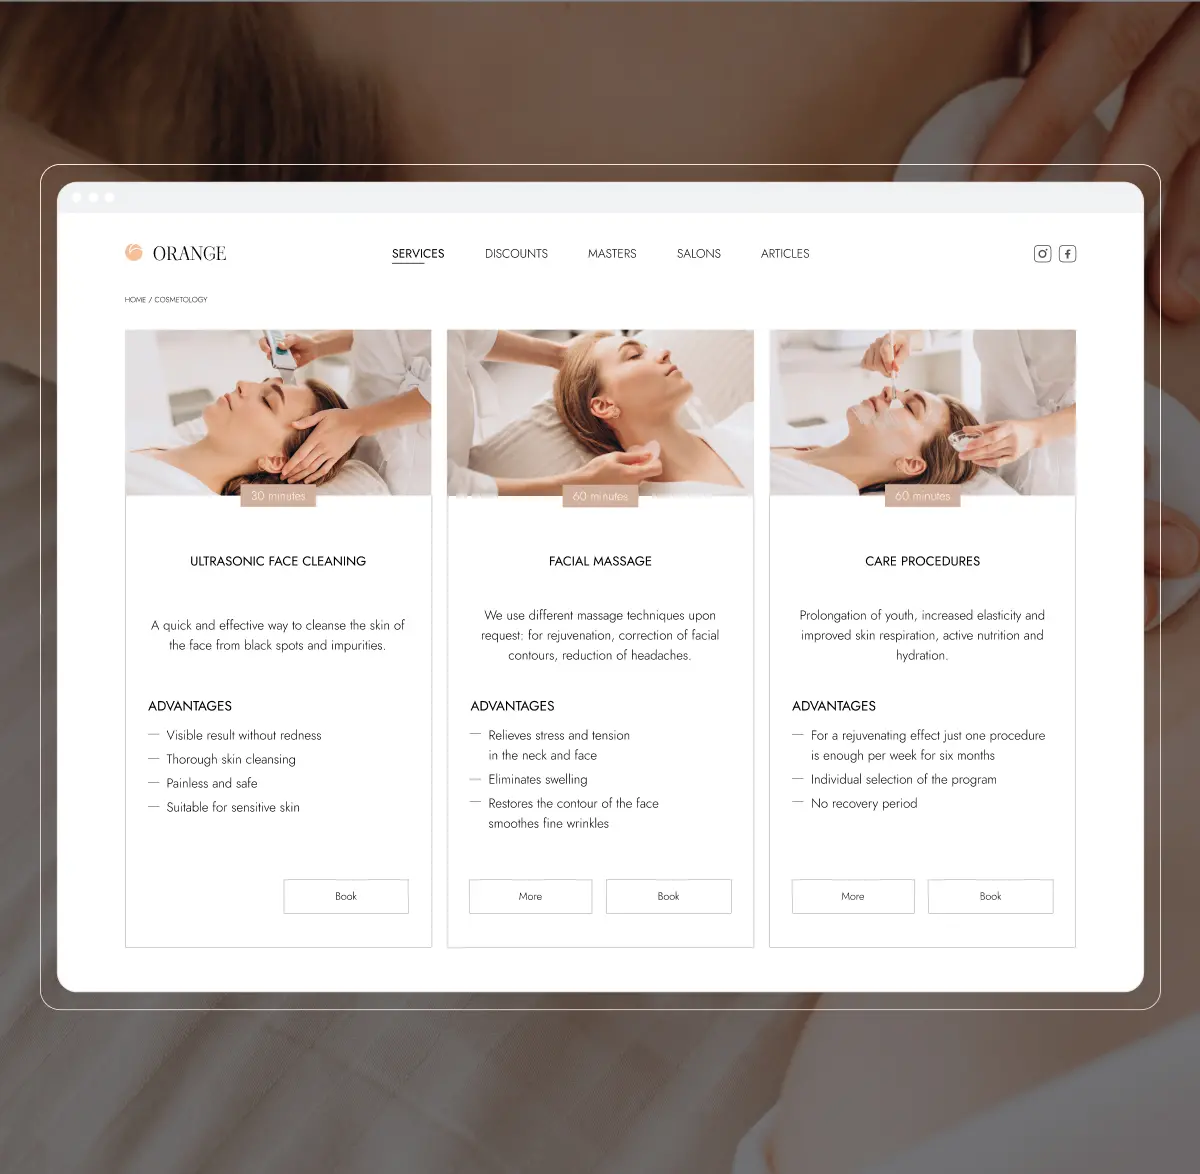 ORANGE
SERVICES
DISCOUNTS
MASTERS
SALONS
ARTICLES
HOME / COSMETOLOGY
30 minutes
ULTRASONIC FACE CLEANING
A quick and effective way to cleanse the skin of
the face from black spots and impurities.
ADVANTAGES
— Visible result without redness
— Thorough skin cleansing
— Painless and safe
— Suitable for sensitive skin
Book
60 minutes
FACIAL MASSAGE
We use different massage techniques upon
request: for rejuvenation, correction of facial
contours, reduction of headaches.
ADVANTAGES
— Relieves stress and tension
in the neck and face
— Eliminates swelling
— Restores the contour of the face
smoothes fine wrinkles
More
Book
60 minutes
CARE PROCEDURES
Prolongation of youth, increased elasticity and
improved skin respiration, active nutrition and
hydration.
ADVANTAGES
— For a rejuvenating effect just one procedure
is enough per week for six months
— Individual selection of the program
— No recovery period
More
Book